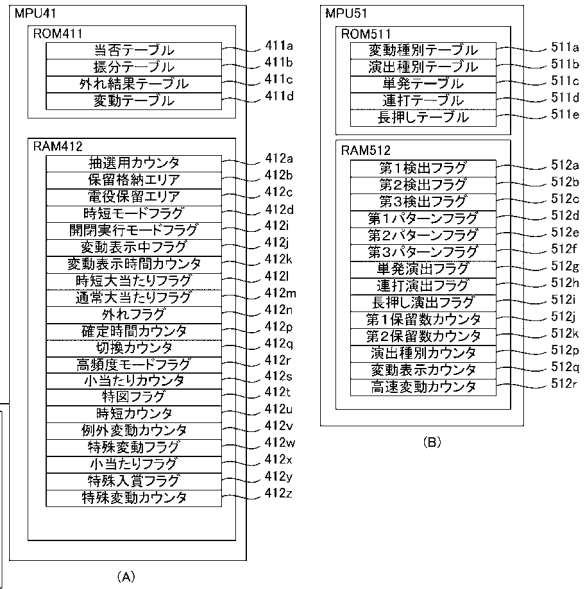 MPU41
ROM411
当否テーブル 411a
振分テーブル 411b
外れ結果テーブル 411c
変動テーブル 411d
RAM412
抽選用カウンタ 412a
保留格納エリア 412b
電役保留エリア 412c
時短モードフラグ 412d
開閉実行モードフラグ 412i
変動表示中フラグ 412j
変動表示時間カウンタ 412k
時短大当たりフラグ 412l
通常大当たりフラグ 412m
外れフラグ 412n
確定時間カウンタ 412p
切換カウンタ 412q
高頻度モードフラグ 412r
小当たりカウンタ 412s
特図フラグ 412t
時短カウンタ 412u
例外変動カウンタ 412v
特殊変動フラグ 412w
小当たりフラグ 412x
特殊入賞フラグ 412y
特殊変動カウンタ 412z
(A)
MPU51
ROM511
変動種別テーブル 511a
演出種別テーブル 511b
単発テーブル 511c
連打テーブル 511d
長押しテーブル 511e
RAM512
第1検出フラグ 512a
第2検出フラグ 512b
第3検出フラグ 512c
第1パターンフラグ 512d
第2パターンフラグ 512e
第3パターンフラグ 512f
単発演出フラグ 512g
連打演出フラグ 512h
長押し演出フラグ 512i
第1保留数カウンタ 512j
第2保留数カウンタ 512k
演出種別カウンタ 512p
変動表示カウンタ 512q
高速変動カウンタ 512r
(B)